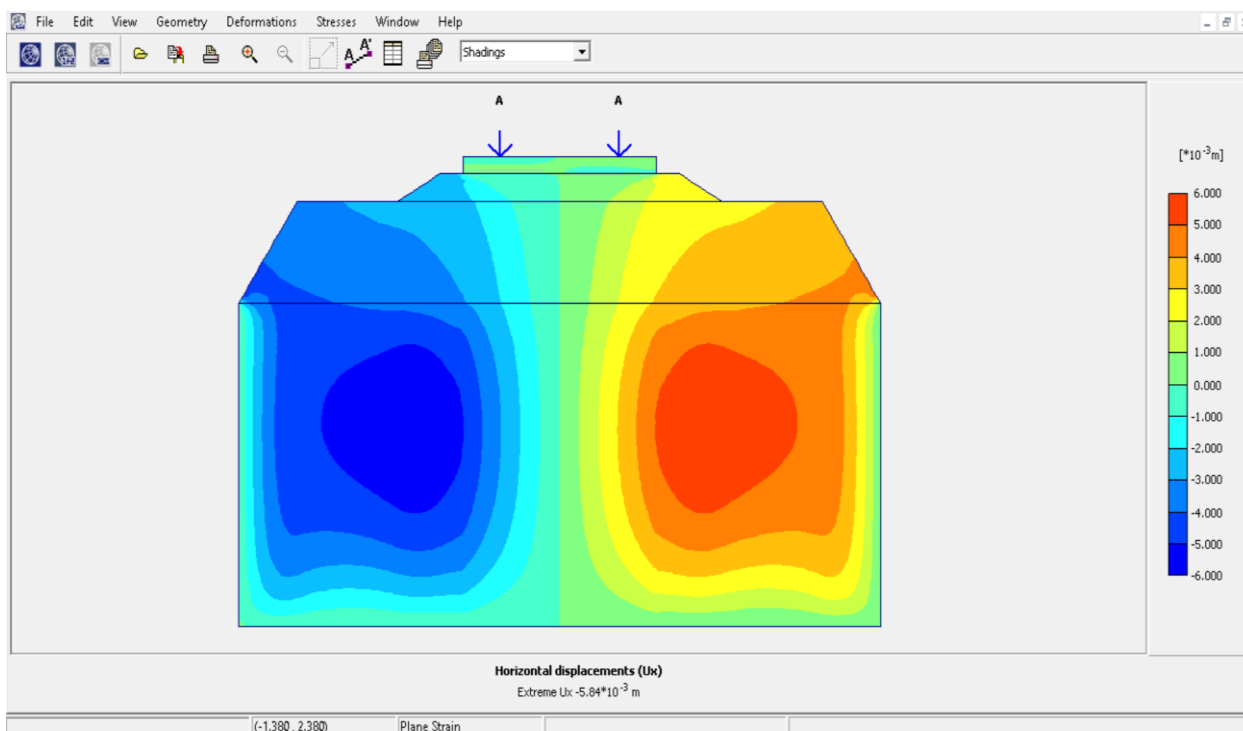 File Edit View Geometry Deformations Stresses Window Help
Shadings
A A
[*10-3m]
6.000
5.000
4.000
3.000
2.000
1.000
0.000
-1.000
-2.000
-3.000
-4.000
-5.000
-6.000
Horizontal displacements (Ux)
Extreme Ux -5.84*10-3 m
(-1.380 , 2.380) Plane Strain